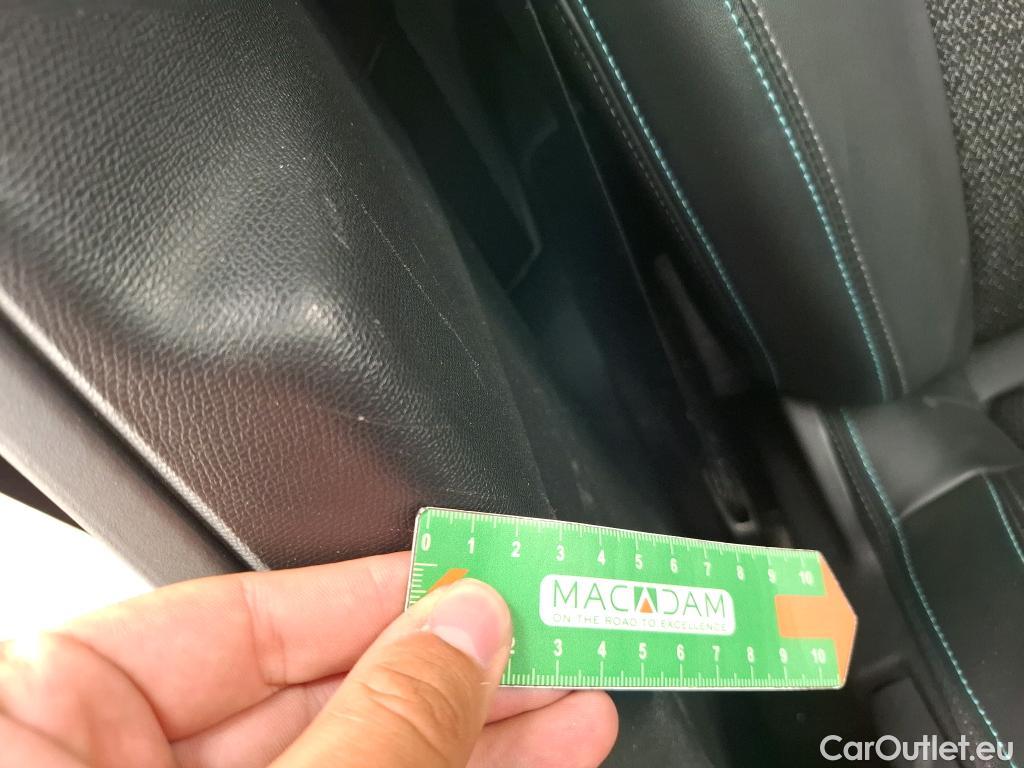 0 1 2 3 4 5 6 7 8 9 10
MACADAM
ON THE ROAD TO EXCELLENCE
2 3 4 5 6 7 8 9 10
CarOutlet.eu